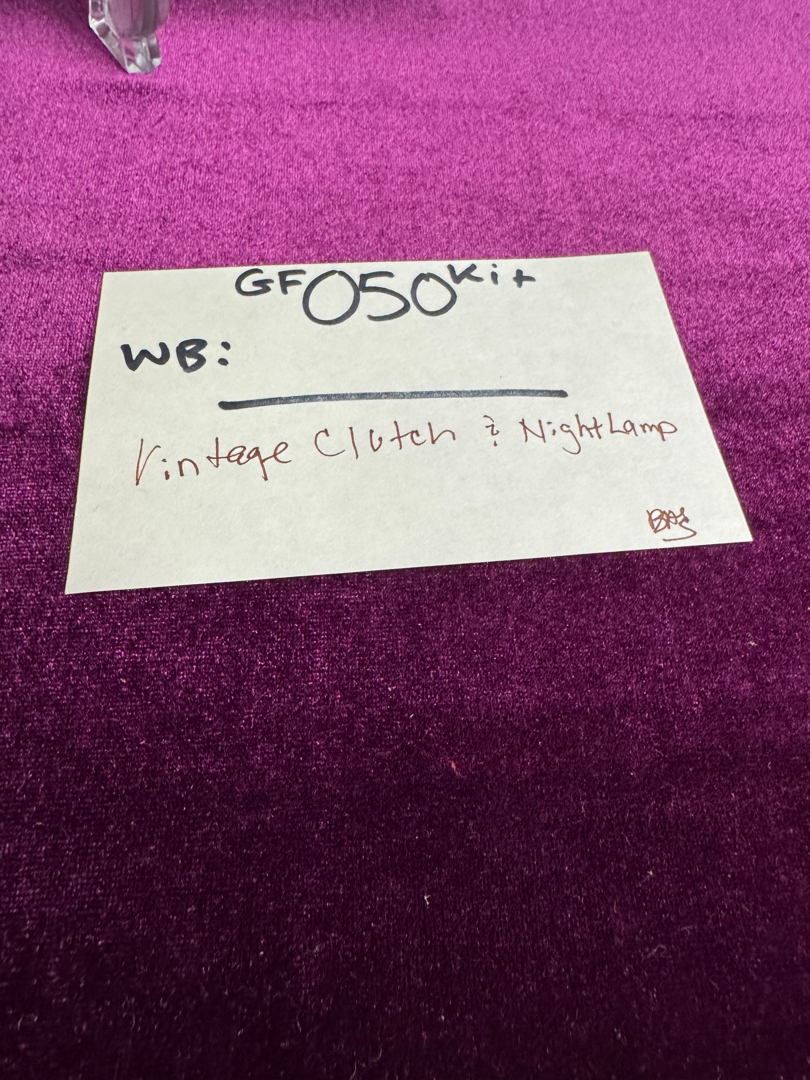 GF050Kit
WB:
Vintage Clutch & NightLamp